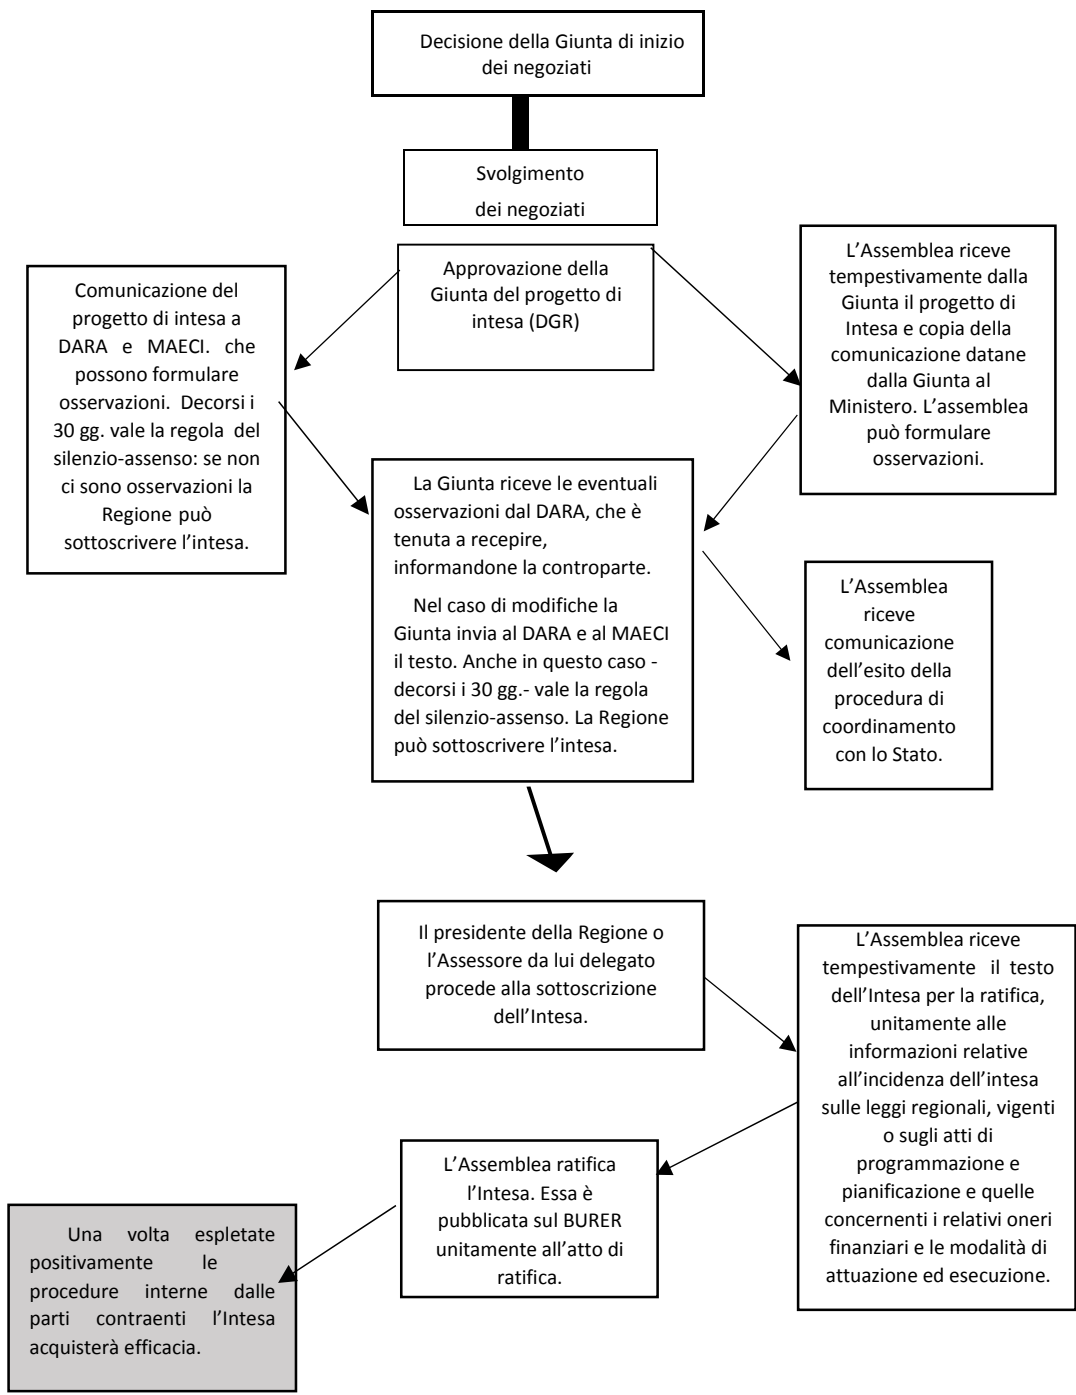 Decisione della Giunta di inizio
dei negoziati
Svolgimento
dei negoziati
Approvazione della
Giunta del progetto di
intesa (DGR)
Comunicazione del
progetto di intesa a
DARA e MAECI. che
possono formulare
osservazioni. Decorsi i
30 gg. vale la regola del
silenzio-assenso: se non
ci sono osservazioni la
Regione può
sottoscrivere l’intesa.
L’Assemblea riceve
tempestivamente dalla
Giunta il progetto di
Intesa e copia della
comunicazione datane
dalla Giunta al
Ministero. L’assemblea
può formulare
osservazioni.
La Giunta riceve le eventuali
osservazioni dal DARA, che è
tenuta a recepire,
informandone la controparte.
Nel caso di modifiche la
Giunta invia al DARA e al MAECI
il testo. Anche in questo caso -
decorsi i 30 gg.- vale la regola
del silenzio-assenso. La Regione
può sottoscrivere l’intesa.
L’Assemblea
riceve
comunicazione
dell’esito della
procedura di
coordinamento
con lo Stato.
Il presidente della Regione o
l’Assessore da lui delegato
procede alla sottoscrizione
dell’Intesa.
L’Assemblea riceve
tempestivamente il testo
dell’Intesa per la ratifica,
unitamente alle
informazioni relative
all’incidenza dell’intesa
sulle leggi regionali, vigenti
o sugli atti di
programmazione e
pianificazione e quelle
concernenti i relativi oneri
finanziari e le modalità di
attuazione ed esecuzione.
L’Assemblea ratifica
l’Intesa. Essa è
pubblicata sul BURER
unitamente all’atto di
ratifica.
Una volta espletate
positivamente le
procedure interne dalle
parti contraenti l’Intesa
acquisterà efficacia.